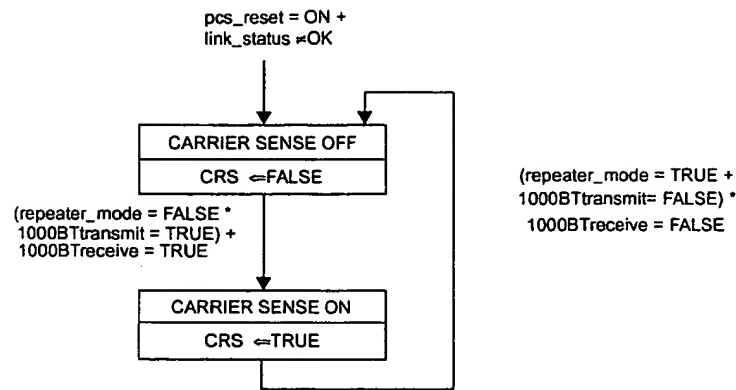 pcs_reset = ON +
link_status ≠OK
CARRIER SENSE OFF
CRS ⇐FALSE
(repeater_mode = FALSE *
1000BTtransmit = TRUE) +
1000BTreceive = TRUE
(repeater_mode = TRUE +
1000BTtransmit= FALSE) *
1000BTreceive = FALSE
CARRIER SENSE ON
CRS ⇐TRUE